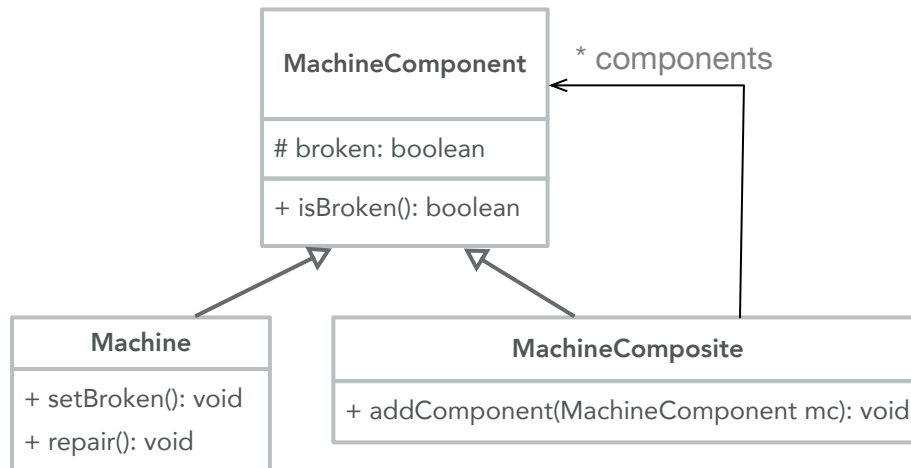 MachineComponent
* components
# broken: boolean
+ isBroken(): boolean
Machine
+ setBroken(): void
+ repair(): void
MachineComposite
+ addComponent(MachineComponent mc): void